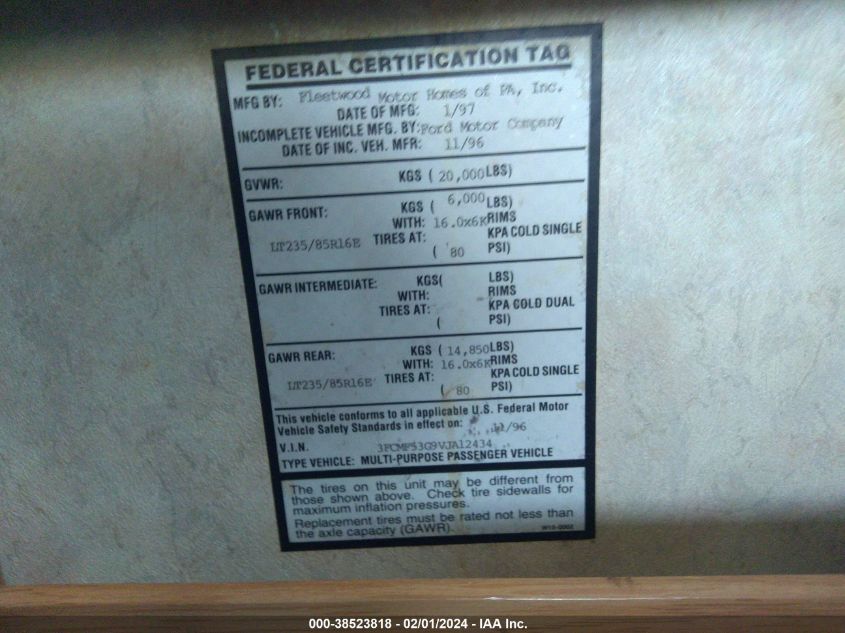 FEDERAL CERTIFICATION TAG
MFG BY: Fleetwood Motor Homes of PA, Inc.
DATE OF MFG: 1/97
INCOMPLETE VEHICLE MFG. BY: Ford Motor Company
DATE OF INC. VEH. MFR: 11/96
GVWR: KGS ( 20,000 LBS)
GAWR FRONT: KGS ( 6,000 LBS)
WITH: 16.0x6K RIMS
LT235/85R16E TIRES AT: KPA COLD SINGLE
( 80 PSI)
GAWR INTERMEDIATE: KGS( LBS)
WITH: RIMS
TIRES AT: KPA COLD DUAL
( PSI)
GAWR REAR: KGS ( 14,850 LBS)
WITH: 16.0x6K RIMS
LT235/85R16E TIRES AT: KPA COLD SINGLE
( 80 PSI)
This vehicle conforms to all applicable U.S. Federal Motor
Vehicle Safety Standards in effect on: 11/96
V.I.N. 3FCMF53G9VJA12434
TYPE VEHICLE: MULTI-PURPOSE PASSENGER VEHICLE
The tires on this unit may be different from
those shown above. Check tire sidewalls for
maximum inflation pressures.
Replacement tires must be rated not less than
the axle capacity (GAWR).
000-38523818 - 02/01/2024 - IAA Inc.